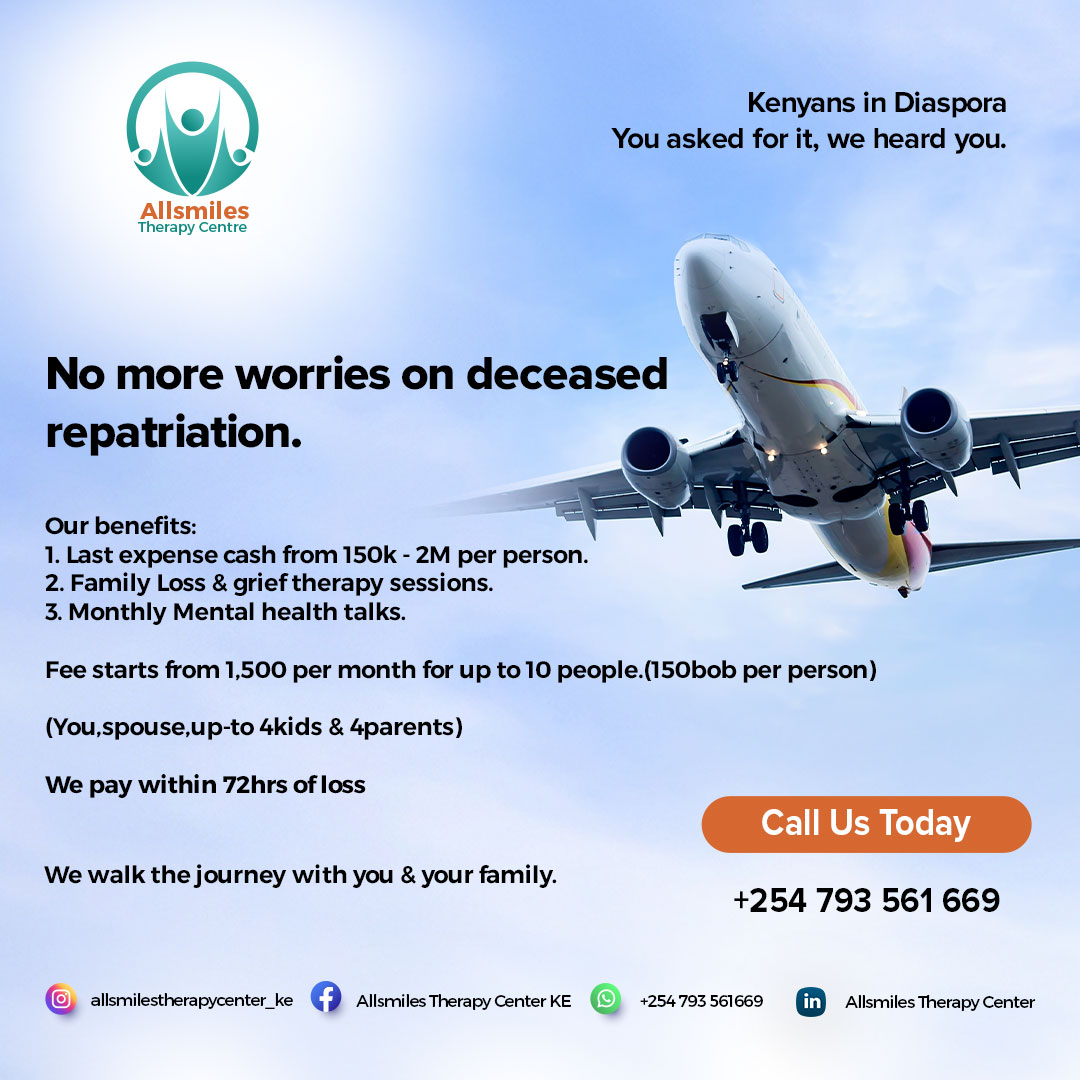 Allsmiles
Therapy Centre
Kenyans in Diaspora
You asked for it, we heard you.
No more worries on deceased
repatriation.
Our benefits:
1. Last expense cash from 150k - 2M per person.
2. Family Loss & grief therapy sessions.
3. Monthly Mental health talks.
Fee starts from 1,500 per month for up to 10 people.(150bob per person)
(You,spouse,up-to 4kids & 4parents)
We pay within 72hrs of loss
We walk the journey with you & your family.
Call Us Today
+254 793 561 669
allsmilestherapycenter_ke
Allsmiles Therapy Center KE
+254 793 561669
in
Allsmiles Therapy Center